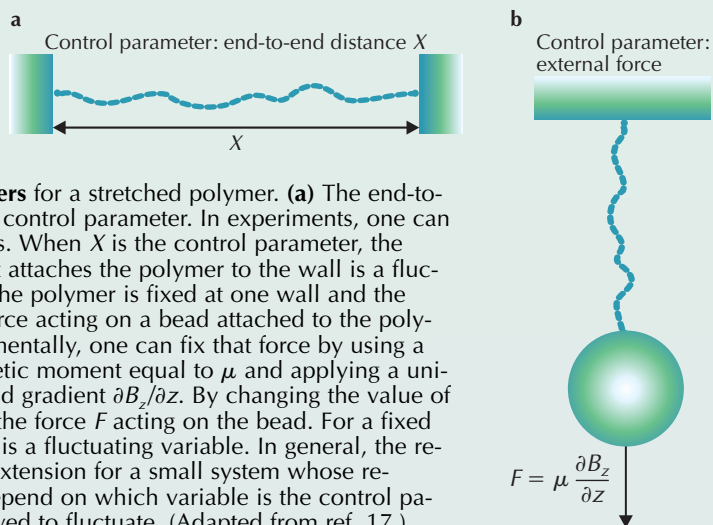 a
Control parameter: end-to-end distance X
X
b
Control parameter:
external force
ers for a stretched polymer. (a) The end-to-
control parameter. In experiments, one can
s. When X is the control parameter, the
t attaches the polymer to the wall is a fluc-
he polymer is fixed at one wall and the
rce acting on a bead attached to the poly-
mentally, one can fix that force by using a
etic moment equal to μ and applying a uni-
d gradient ∂Bz/∂z. By changing the value of
the force F acting on the bead. For a fixed
is a fluctuating variable. In general, the re-
extension for a small system whose re-
epend on which variable is the control pa-
ved to fluctuate. (Adapted from ref. 17.)
F = μ ∂Bz/∂z